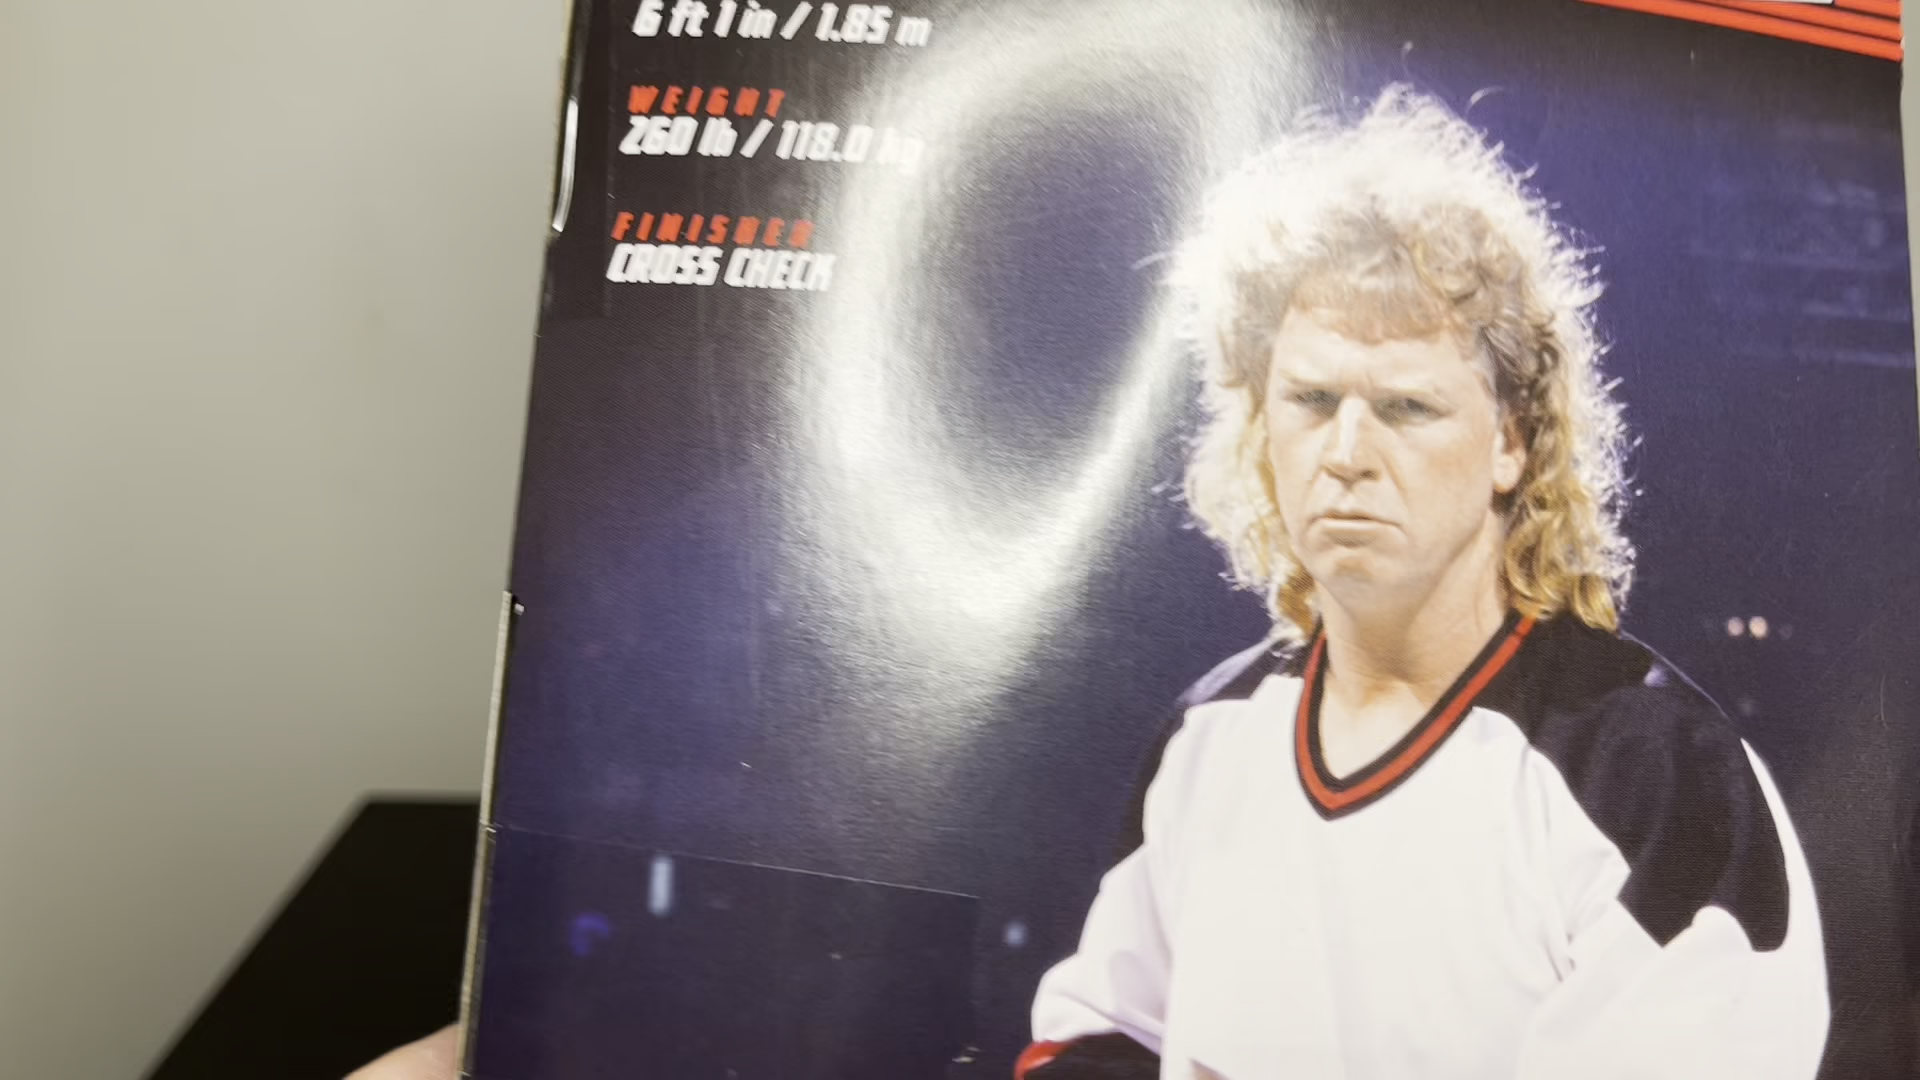 6 ft 1 in / 1.85 m
WEIGHT
260 lb / 118.0 kg
FINISHER
CROSS CHECK